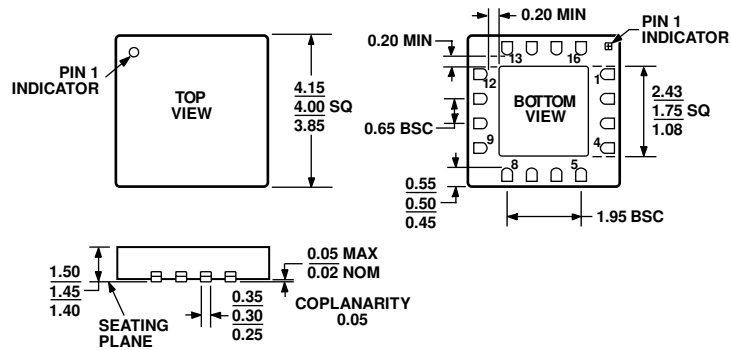 PIN 1
INDICATOR
TOP
VIEW
4.15
4.00 SQ
3.85
0.20 MIN
0.20 MIN
PIN 1
INDICATOR
13
16
12
1
0.65 BSC
BOTTOM
VIEW
2.43
1.75 SQ
1.08
9
4
8
5
0.55
0.50
0.45
1.95 BSC
1.50
1.45
1.40
SEATING
PLANE
0.35
0.30
0.25
0.05 MAX
0.02 NOM
COPLANARITY
0.05